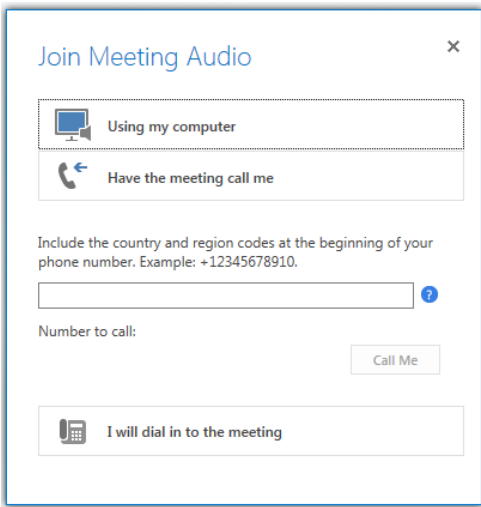 Join Meeting Audio
Using my computer
Have the meeting call me
Include the country and region codes at the beginning of your
phone number. Example: +12345678910.
Number to call:
Call Me
I will dial in to the meeting